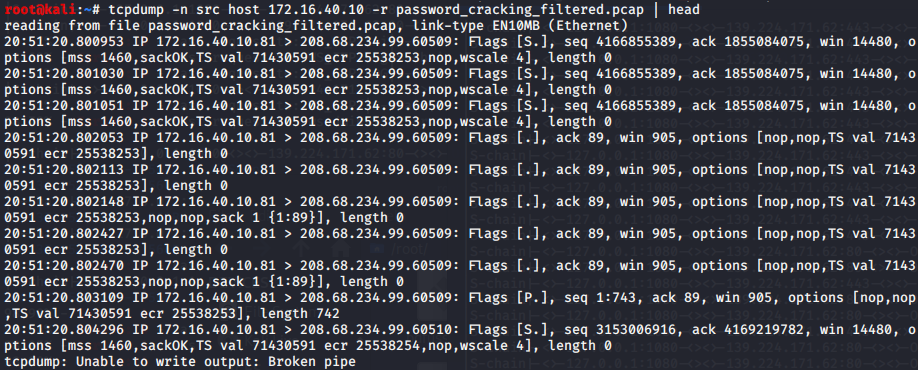 root@kali:~# tcpdump -n src host 172.16.40.10 -r password_cracking_filtered.pcap | head
reading from file password_cracking_filtered.pcap, link-type EN10MB (Ethernet)
20:51:20.800953 IP 172.16.40.10.81 > 208.68.234.99.60509: Flags [S.], seq 4166855389, ack 1855084075, win 14480, o
ptions [mss 1460,sackOK,TS val 71430591 ecr 25538253,nop,wscale 4], length 0
20:51:20.801030 IP 172.16.40.10.81 > 208.68.234.99.60509: Flags [S.], seq 4166855389, ack 1855084075, win 14480, o
ptions [mss 1460,sackOK,TS val 71430591 ecr 25538253,nop,wscale 4], length 0
20:51:20.801051 IP 172.16.40.10.81 > 208.68.234.99.60509: Flags [S.], seq 4166855389, ack 1855084075, win 14480, o
ptions [mss 1460,sackOK,TS val 71430591 ecr 25538253,nop,wscale 4], length 0
20:51:20.802053 IP 172.16.40.10.81 > 208.68.234.99.60509: Flags [.], ack 89, win 905, options [nop,nop,TS val 7143
0591 ecr 25538253], length 0
20:51:20.802113 IP 172.16.40.10.81 > 208.68.234.99.60509: Flags [.], ack 89, win 905, options [nop,nop,TS val 7143
0591 ecr 25538253], length 0
20:51:20.802148 IP 172.16.40.10.81 > 208.68.234.99.60509: Flags [.], ack 89, win 905, options [nop,nop,TS val 7143
0591 ecr 25538253,nop,nop,sack 1 {1:89}], length 0
20:51:20.802427 IP 172.16.40.10.81 > 208.68.234.99.60509: Flags [.], ack 89, win 905, options [nop,nop,TS val 7143
0591 ecr 25538253], length 0
20:51:20.802470 IP 172.16.40.10.81 > 208.68.234.99.60509: Flags [.], ack 89, win 905, options [nop,nop,TS val 7143
0591 ecr 25538253,nop,nop,sack 1 {1:89}], length 0
20:51:20.803109 IP 172.16.40.10.81 > 208.68.234.99.60509: Flags [P.], seq 1:743, ack 89, win 905, options [nop,nop
,TS val 71430591 ecr 25538253], length 742
20:51:20.804296 IP 172.16.40.10.81 > 208.68.234.99.60510: Flags [S.], seq 3153006916, ack 4169219782, win 14480, o
ptions [mss 1460,sackOK,TS val 71430591 ecr 25538254,nop,wscale 4], length 0
tcpdump: Unable to write output: Broken pipe